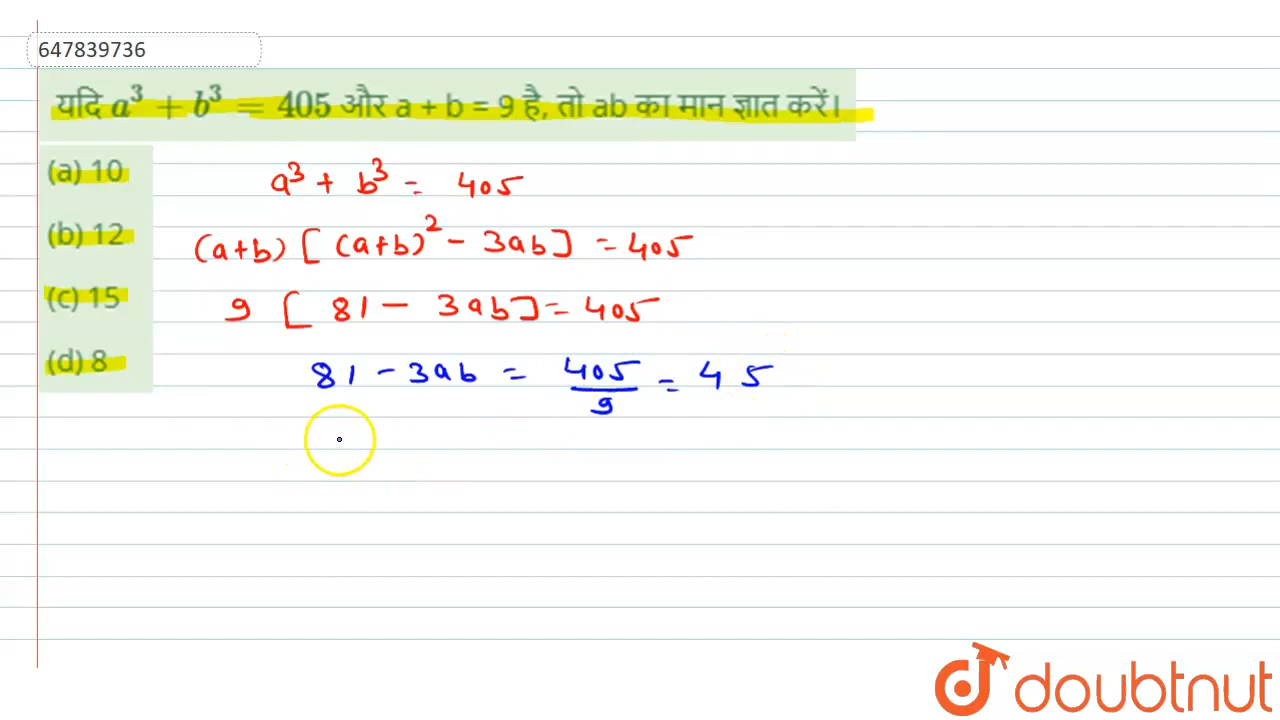 647839736
यदि a³ + b³ = 405 और a + b = 9 है, तो ab का मान ज्ञात करें।
(a) 10
(b) 12
(c) 15
(d) 8
a³ + b³ = 405
(a+b) [(a+b)² - 3ab] = 405
9 [81 - 3ab] = 405
81 - 3ab = 405/9 = 45
doubtnut